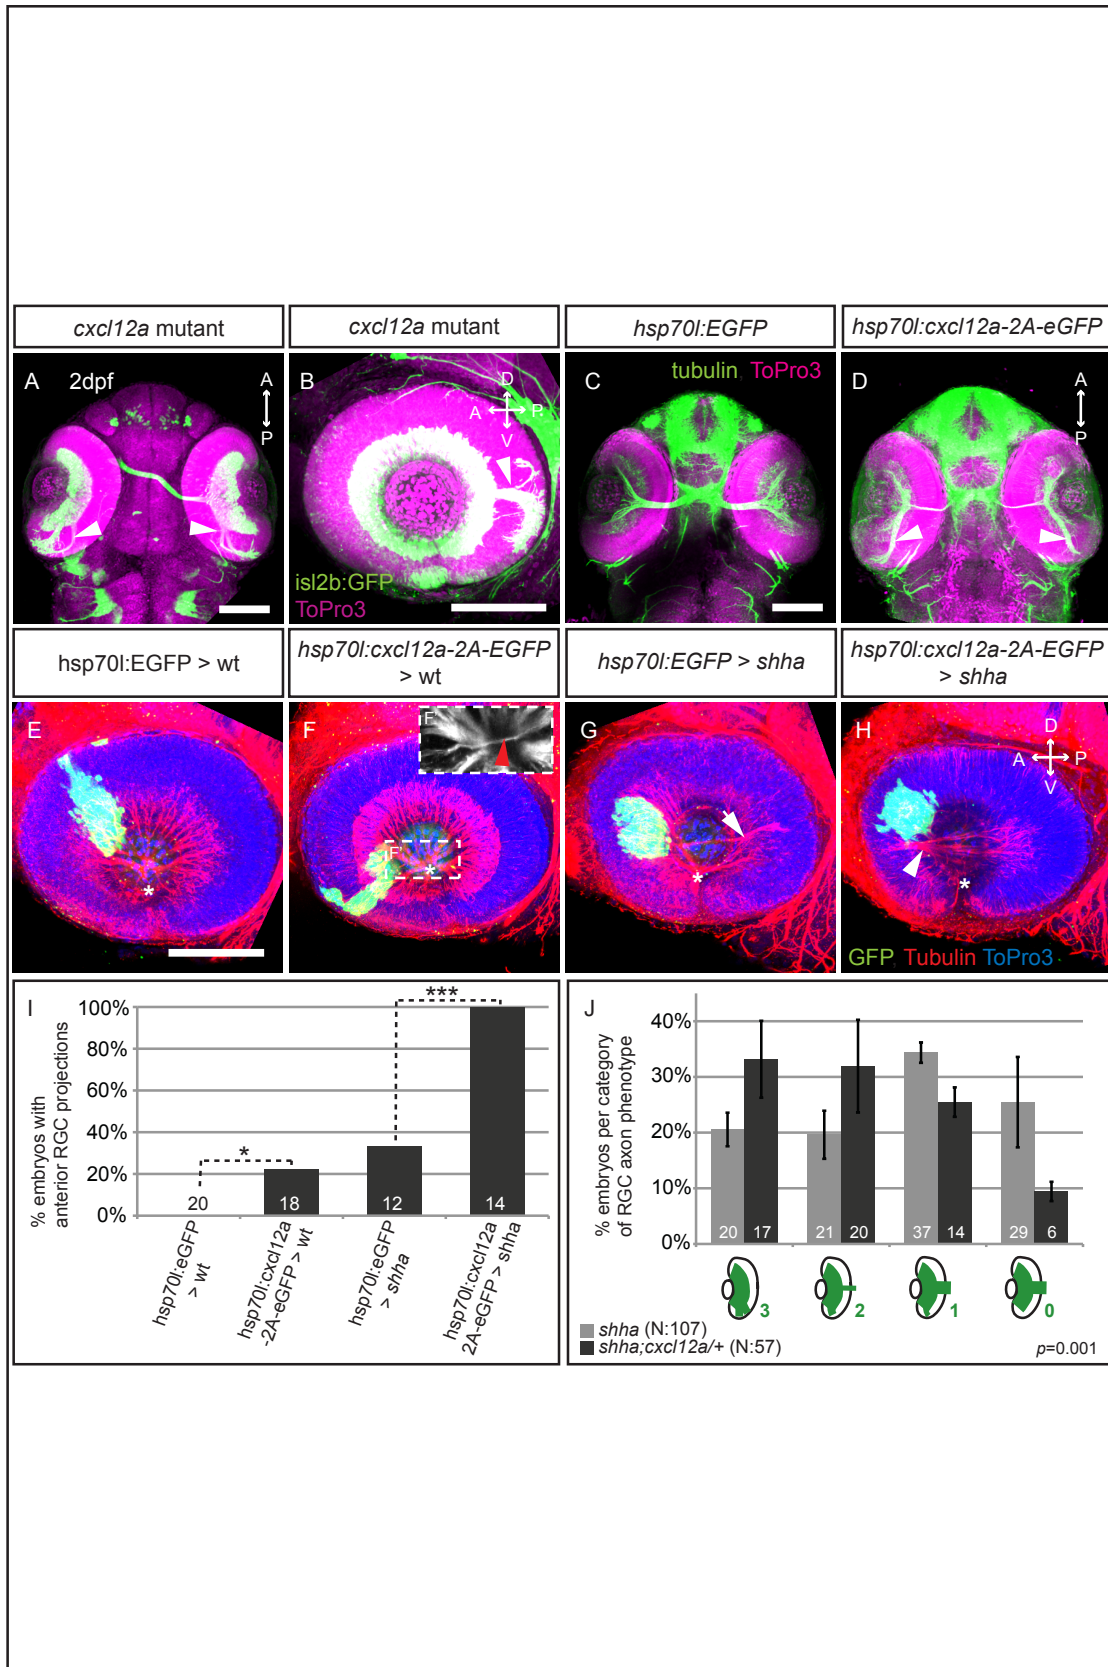 cxcl12a mutant
cxcl12a mutant
hsp70l:EGFP
hsp70l:cxcl12a-2A-eGFP
A
2dpf
A
P
B
D
A
P
V
isl2b:GFP
ToPro3
C
tubulin ToPro3
D
A
P
hsp70l:EGFP > wt
hsp70l:cxcl12a-2A-EGFP
> wt
hsp70l:EGFP > shha
hsp70l:cxcl12a-2A-EGFP
> shha
E
*
F
F'
F'
*
G
*
H
D
A
P
V
*
GFP Tubulin ToPro3
I
% embryos with
anterior RGC projections
100%
80%
60%
40%
20%
0%
*
***
20
18
12
14
hsp70l:eGFP
> wt
hsp70l:cxcl12a
-2A-eGFP > wt
hsp70l:eGFP
> shha
hsp70l:cxcl12a
2A-eGFP > shha
J
% embryos per category
of RGC axon phenotype
40%
30%
20%
10%
0%
20
17
21
20
37
14
29
6
3
2
1
0
shha (N:107)
shha;cxcl12a/+ (N:57)
p=0.001